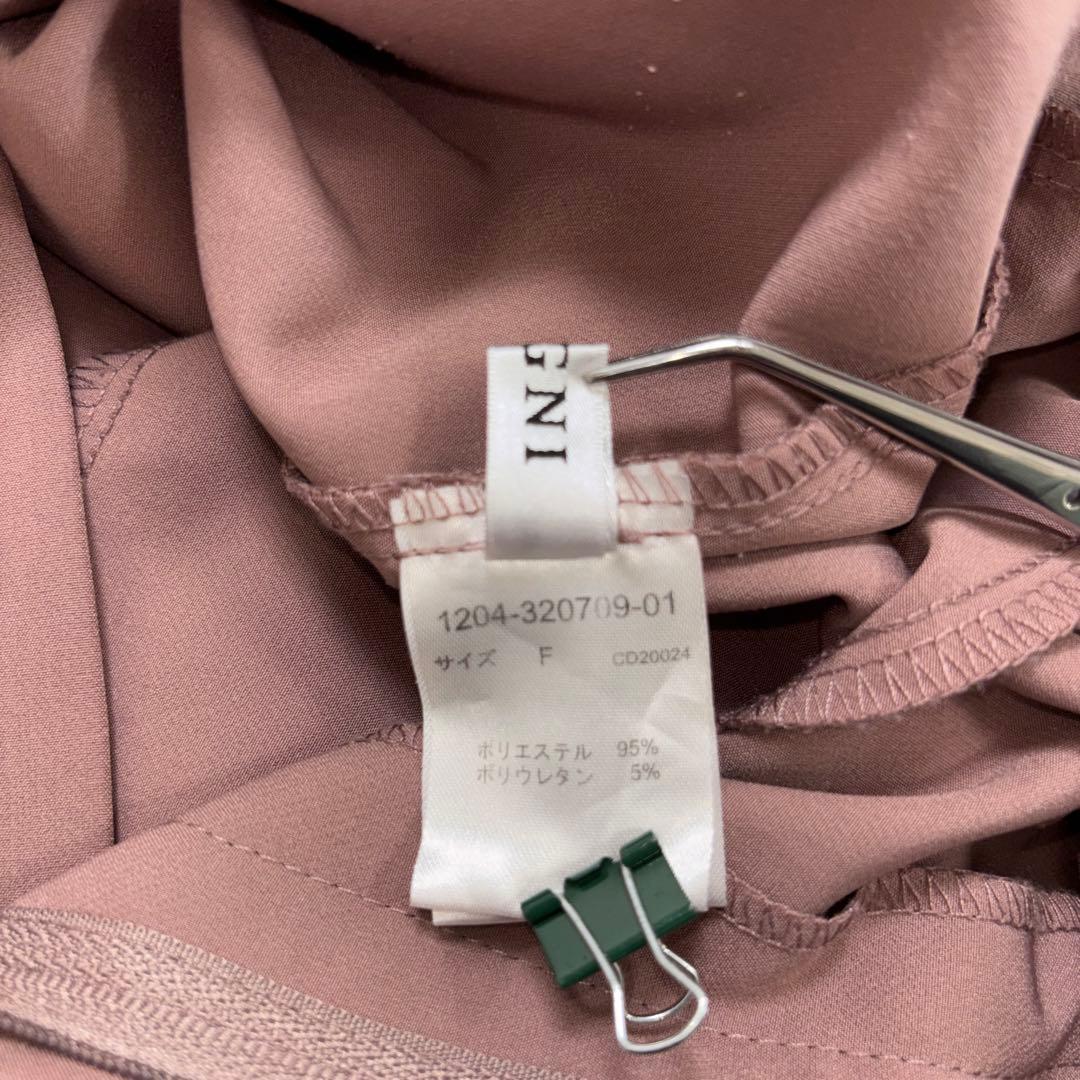 GNI
1204-320709-01
サイズ F CD20024
ポリエステル 95%
ポリウレタン 5%